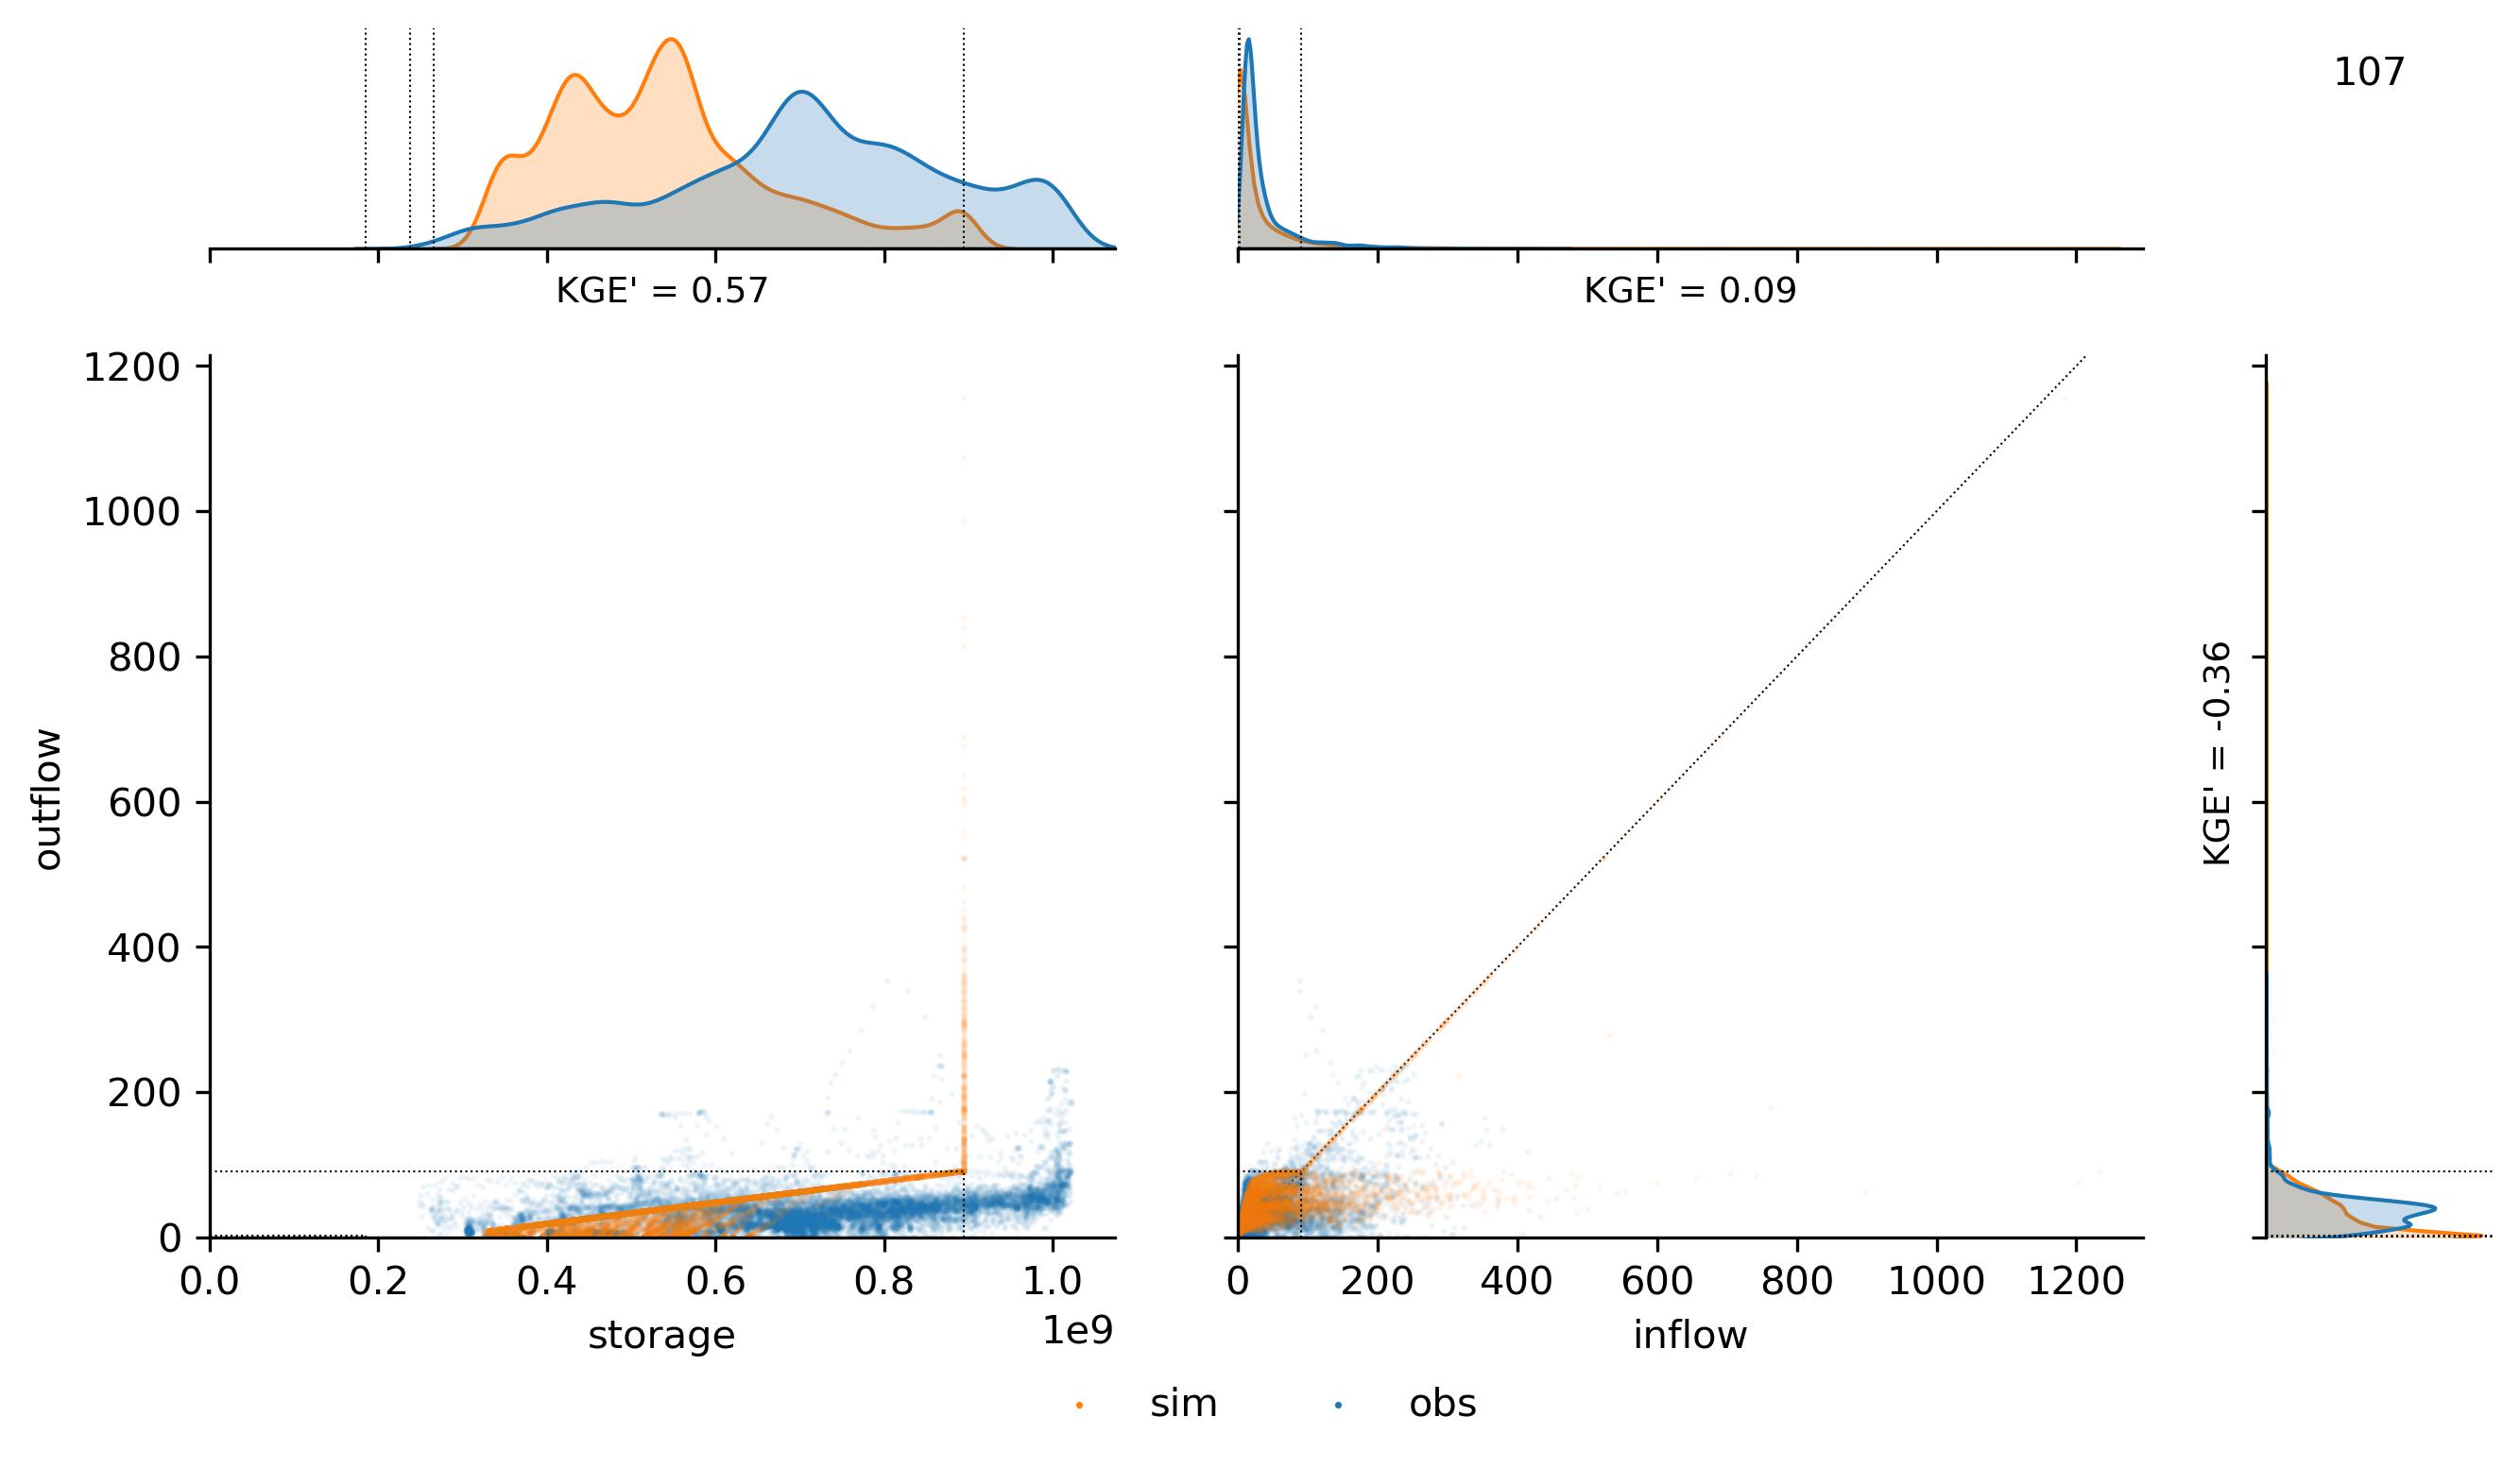 107
KGE' = 0.57
KGE' = 0.09
1200
1000
800
600
400
200
0
outflow
KGE' = -0.36
0.0 0.2 0.4 0.6 0.8 1.0
1e9
storage
0 200 400 600 800 1000 1200
inflow
sim obs